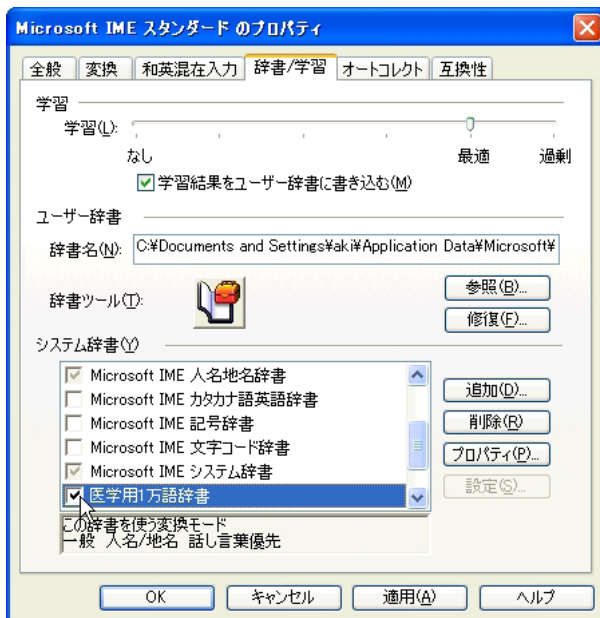 Microsoft IME スタンダード のプロパティ
全般 変換 和英混在入力 辞書/学習 オートコレクト 互換性
学習
学習(L):
なし 最適 過剰
学習結果をユーザー辞書に書き込む(M)
ユーザー辞書
辞書名(N): C:¥Documents and Settings¥aki¥Application Data¥Microsoft¥
辞書ツール(T):
参照(B)...
修復(F)...
システム辞書(Y)
Microsoft IME 人名地名辞書
Microsoft IME カタカナ語英語辞書
Microsoft IME 記号辞書
Microsoft IME 文字コード辞書
Microsoft IME システム辞書
医学用1万語辞書
追加(D)...
削除(R)
プロパティ(P)...
設定(S)...
この辞書を使う変換モード
一般 人名/地名 話し言葉優先
OK キャンセル 適用(A) ヘルプ